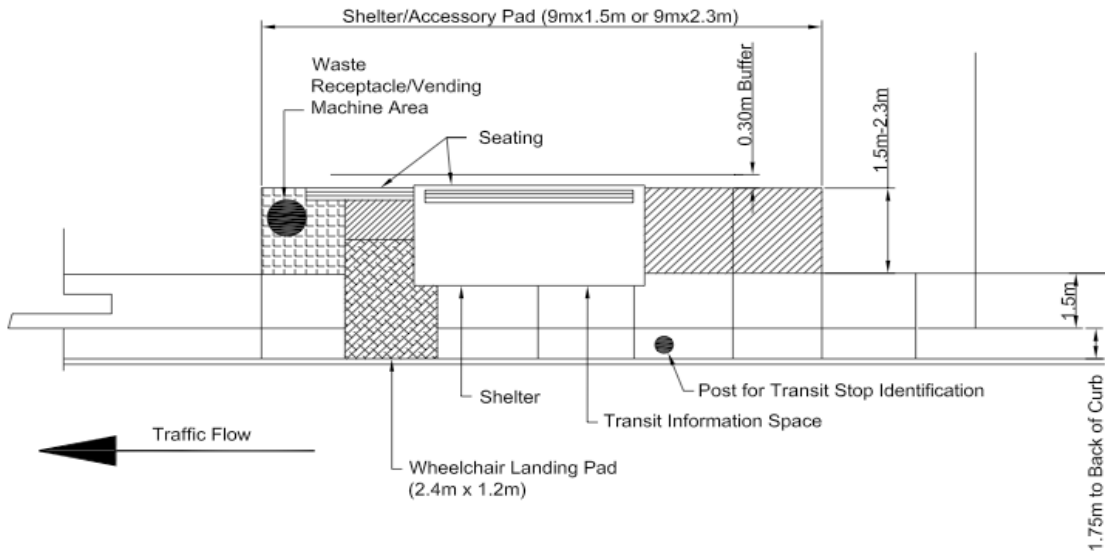 Shelter/Accessory Pad (9mx1.5m or 9mx2.3m)
Waste
Receptacle/Vending
Machine Area
Seating
0.30m Buffer
1.5m-2.3m
1.5m
1.75m to Back of Curb
Post for Transit Stop Identification
Shelter
Transit Information Space
Traffic Flow
Wheelchair Landing Pad
(2.4m x 1.2m)